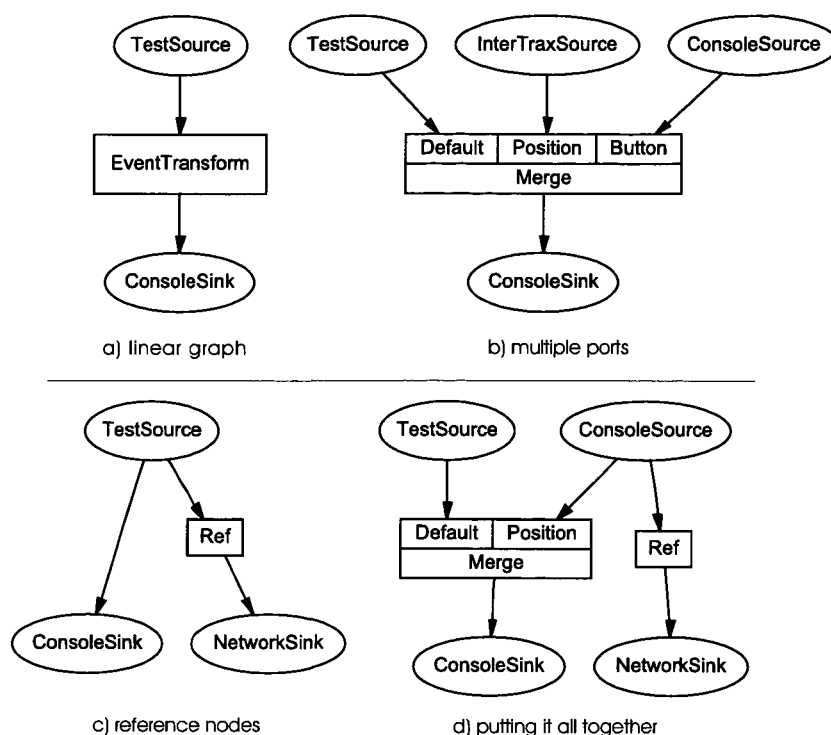 TestSource
EventTransform
ConsoleSink
a) linear graph
TestSource InterTraxSource ConsoleSource
Default Position Button
Merge
ConsoleSink
b) multiple ports
TestSource
Ref
ConsoleSink NetworkSink
c) reference nodes
TestSource ConsoleSource
Default Position
Merge
Ref
ConsoleSink NetworkSink
d) putting it all together